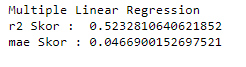 Multiple Linear Regression
r2 Skor :  0.5232810640621852
mae Skor : 0.0466900152697521